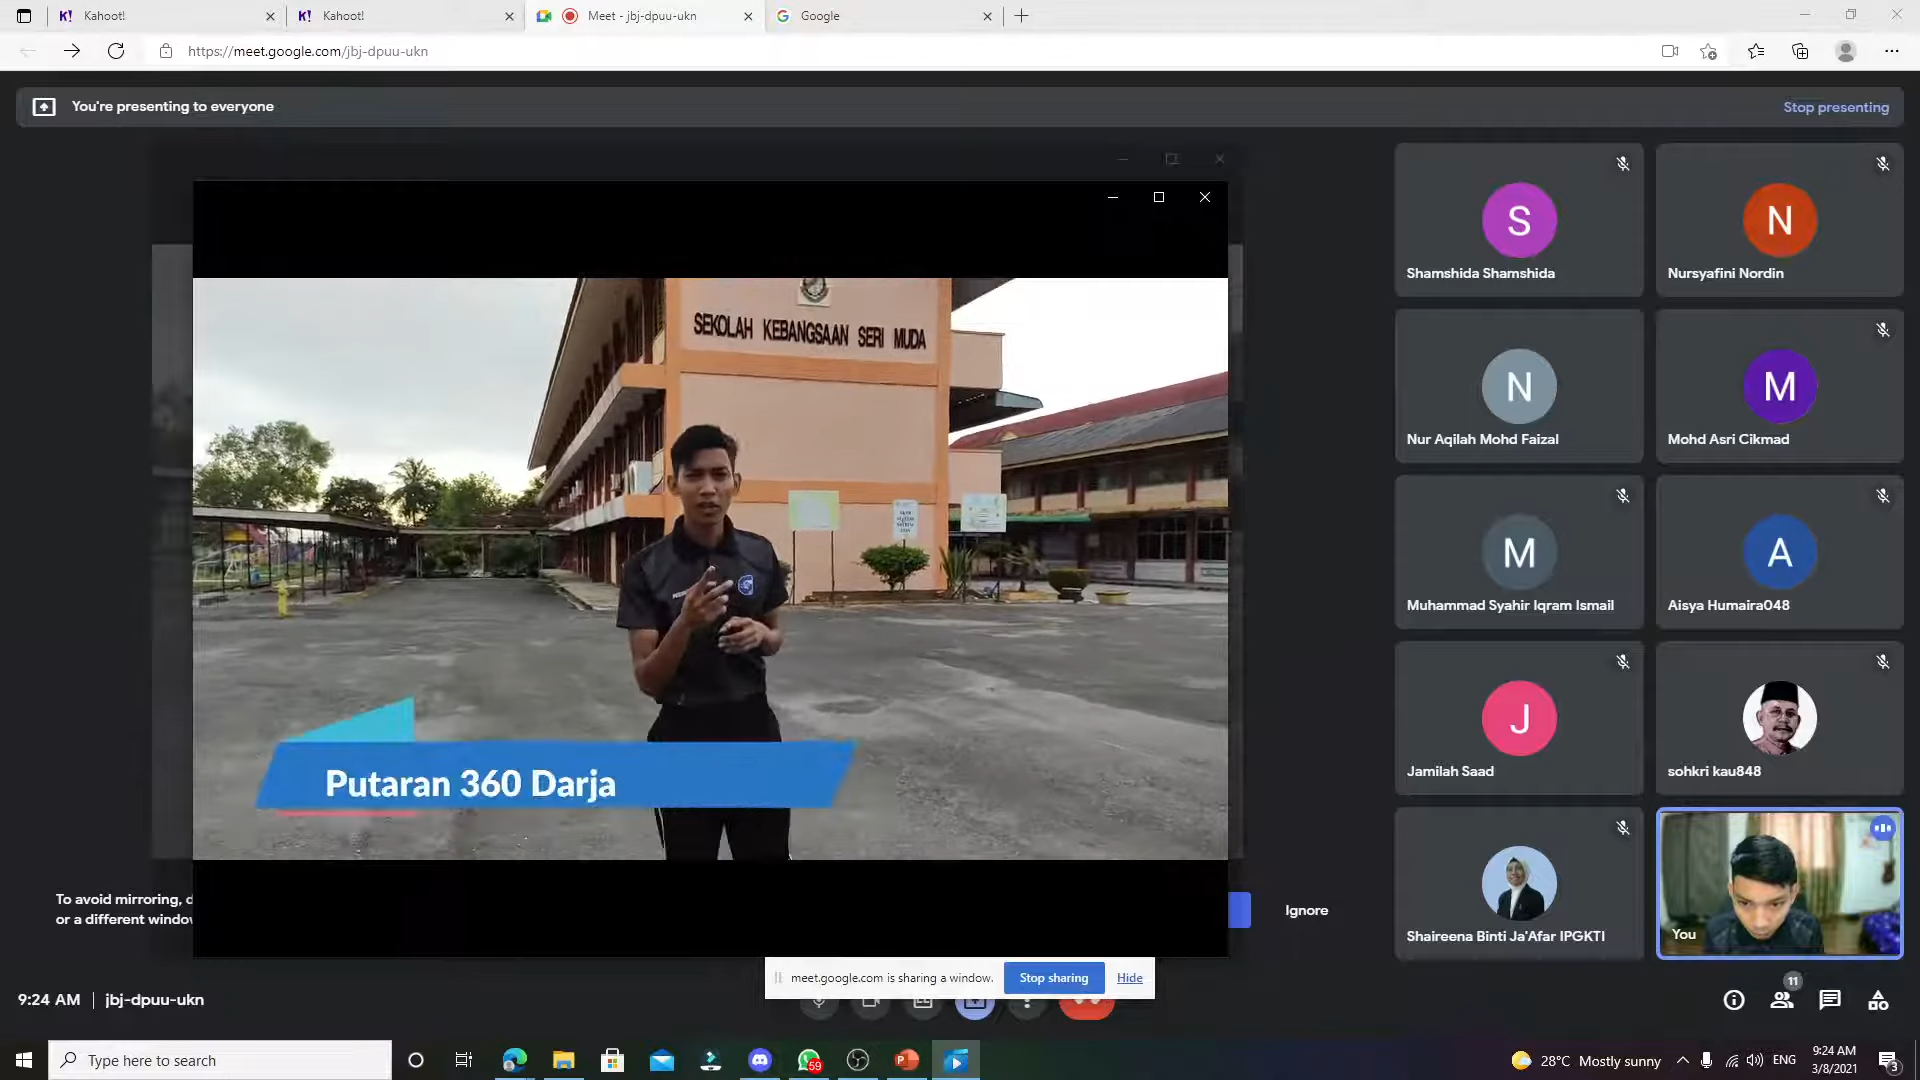 Kahoot!
Kahoot!
Meet - jbj-dpuu-ukn
Google
https://meet.google.com/jbj-dpuu-ukn
You're presenting to everyone
Stop presenting
SEKOLAH KEBANGSAAN SERI MUDA
Putaran 360 Darja
S
Shamshida Shamshida
N
Nursyafini Nordin
N
Nur Aqilah Mohd Faizal
M
Mohd Asri Cikmad
M
Muhammad Syahir Iqram Ismail
A
Aisya Humaira048
J
Jamilah Saad
sohkri kau848
Shaireena Binti Ja'Afar IPGKTI
You
To avoid mirroring, d
or a different window
Ignore
meet.google.com is sharing a window.
Stop sharing
Hide
9:24 AM | jbj-dpuu-ukn
11
Type here to search
59
28°C Mostly sunny
ENG
9:24 AM
3/8/2021
3